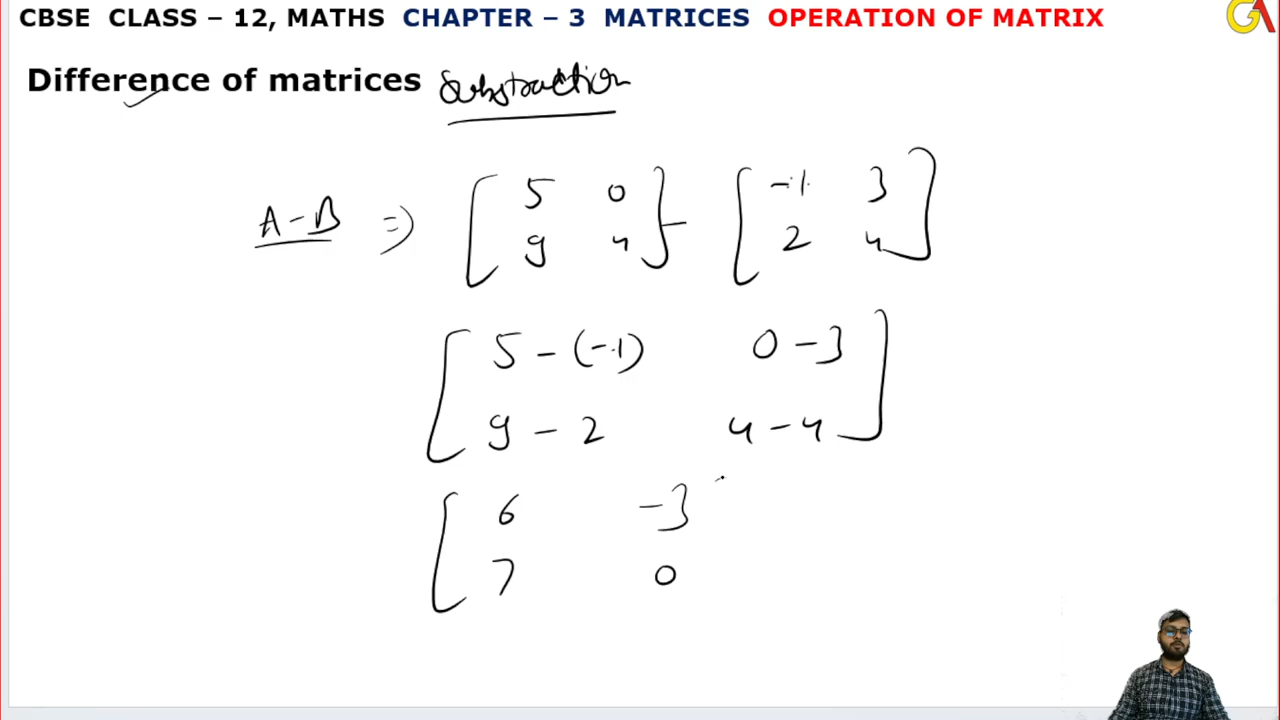 CBSE CLASS – 12, MATHS CHAPTER – 3 MATRICES OPERATION OF MATRIX
GA
Difference of matrices Substraction
A - B ⇒ [ 5 0 ] - [ -1 3 ]
9 4 2 4
[ 5 - (-1) 0 - 3 ]
9 - 2 4 - 4
[ 6 -3
7 0